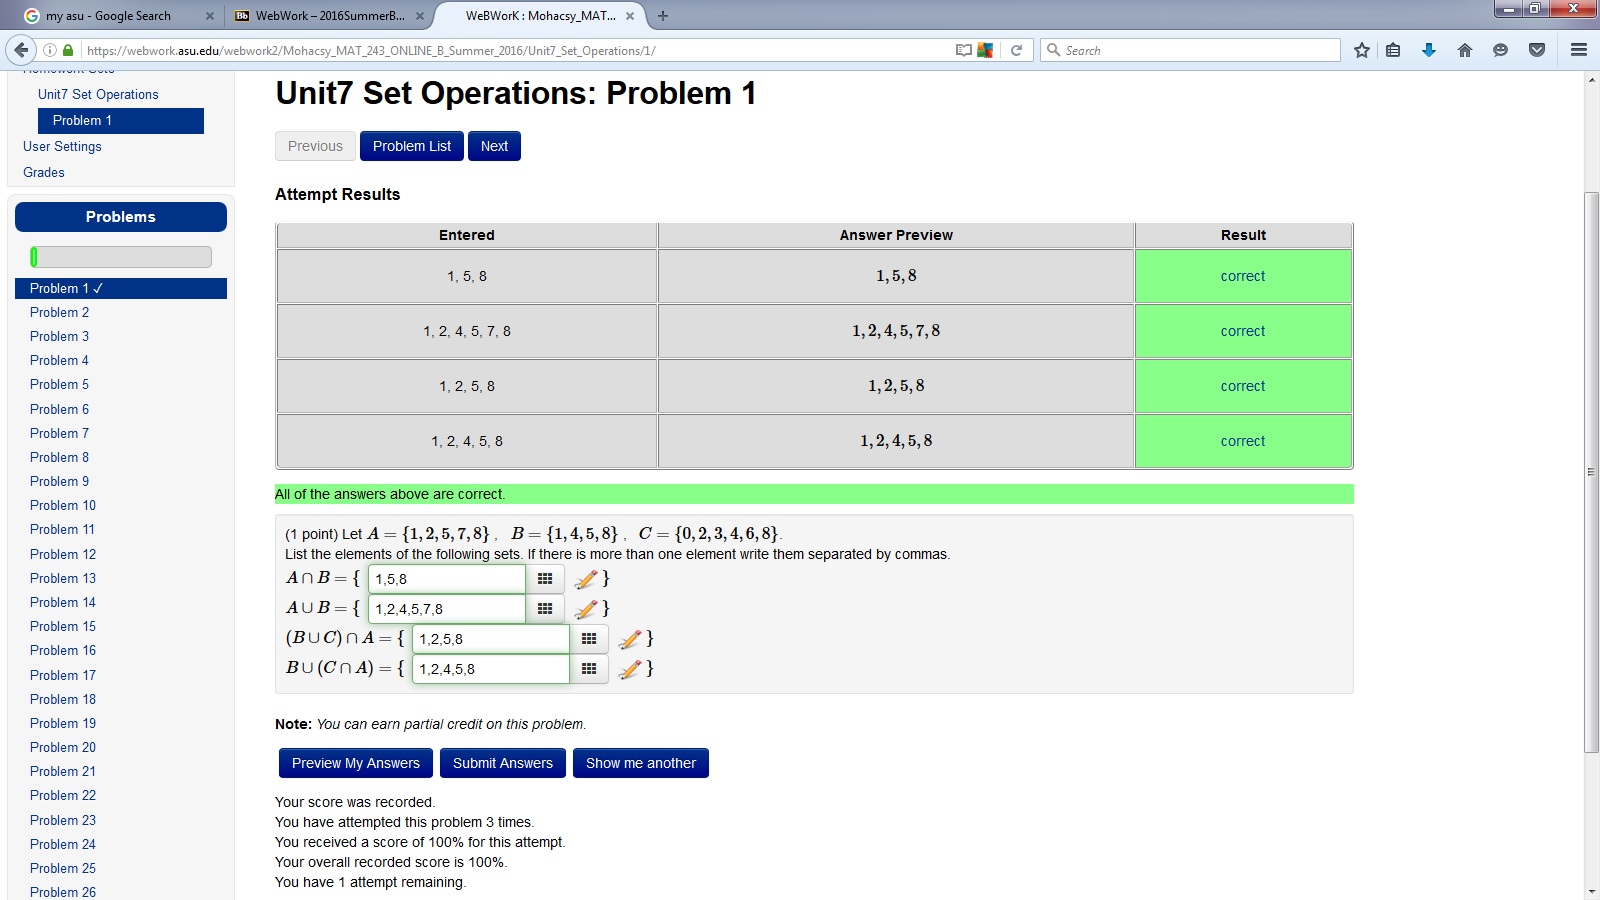 my asu - Google Search
WebWork – 2016SummerB...
WeBWorK : Mohacsy_MAT...
https://webwork.asu.edu/webwork2/Mohacsy_MAT_243_ONLINE_B_Summer_2016/Unit7_Set_Operations/1/
Search
Homework Sets
Unit7 Set Operations
Problem 1
User Settings
Grades
Problems
Problem 1 ✓
Problem 2
Problem 3
Problem 4
Problem 5
Problem 6
Problem 7
Problem 8
Problem 9
Problem 10
Problem 11
Problem 12
Problem 13
Problem 14
Problem 15
Problem 16
Problem 17
Problem 18
Problem 19
Problem 20
Problem 21
Problem 22
Problem 23
Problem 24
Problem 25
Problem 26
Unit7 Set Operations: Problem 1
Previous Problem List Next
Attempt Results
Entered Answer Preview Result
1, 5, 8 1, 5, 8 correct
1, 2, 4, 5, 7, 8 1, 2, 4, 5, 7, 8 correct
1, 2, 5, 8 1, 2, 5, 8 correct
1, 2, 4, 5, 8 1, 2, 4, 5, 8 correct
All of the answers above are correct.
(1 point) Let A = {1, 2, 5, 7, 8} , B = {1, 4, 5, 8} , C = {0, 2, 3, 4, 6, 8}.
List the elements of the following sets. If there is more than one element write them separated by commas.
A ∩ B = { 1,5,8 }
A ∪ B = { 1,2,4,5,7,8 }
(B ∪ C) ∩ A = { 1,2,5,8 }
B ∪ (C ∩ A) = { 1,2,4,5,8 }
Note: You can earn partial credit on this problem.
Preview My Answers Submit Answers Show me another
Your score was recorded.
You have attempted this problem 3 times.
You received a score of 100% for this attempt.
Your overall recorded score is 100%.
You have 1 attempt remaining.